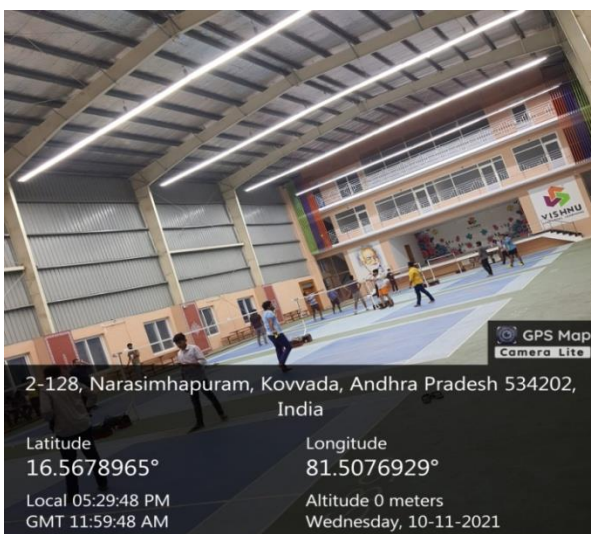 VISHNU
GPS Map
Camera Lite
2-128, Narasimhapuram, Kovvada, Andhra Pradesh 534202,
India
Latitude
16.5678965°
Longitude
81.5076929°
Local 05:29:48 PM
GMT 11:59:48 AM
Altitude 0 meters
Wednesday, 10-11-2021